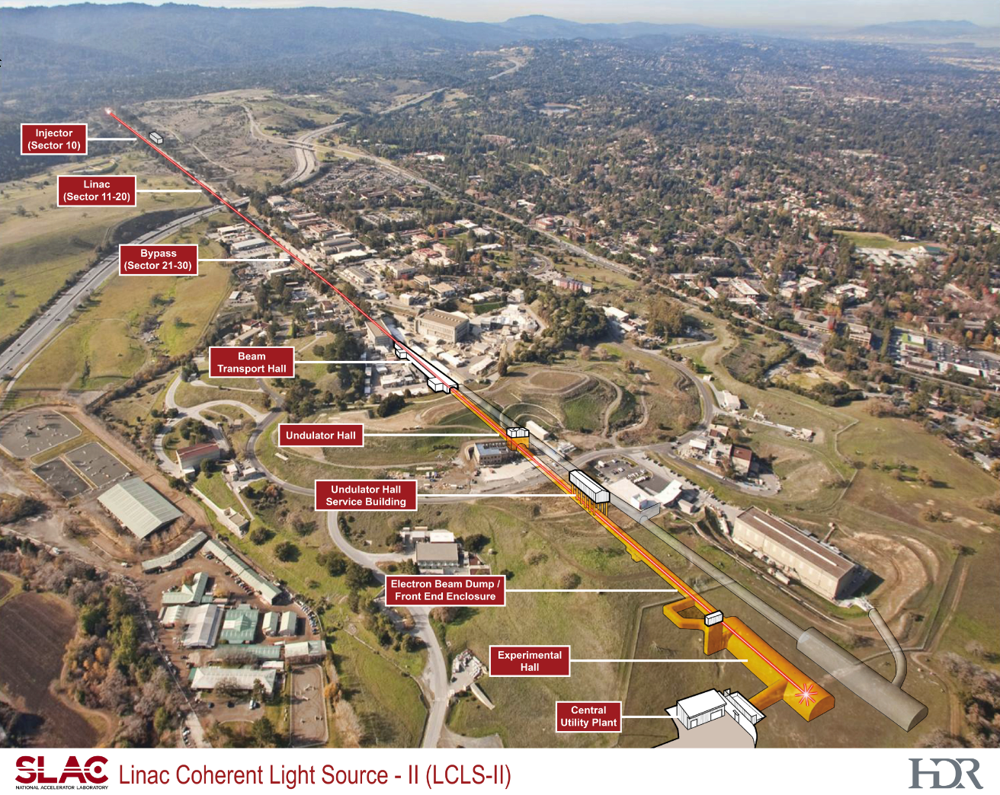 Injector
(Sector 10)
Linac
(Sector 11-20)
Bypass
(Sector 21-30)
Beam
Transport Hall
Undulator Hall
Undulator Hall
Service Building
Electron Beam Dump /
Front End Enclosure
Experimental
Hall
Central
Utility Plant
SLAC
NATIONAL ACCELERATOR LABORATORY
Linac Coherent Light Source - II (LCLS-II)
HDR